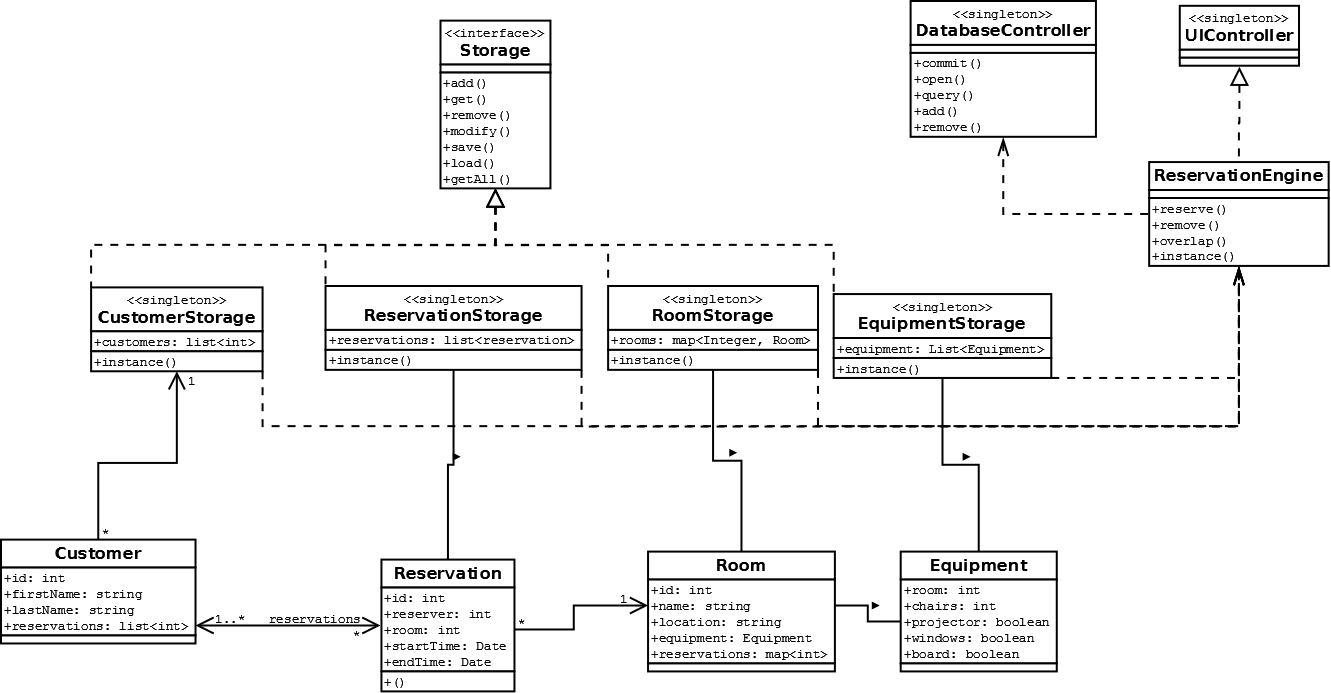 <<interface>>
Storage
+add()
+get()
+remove()
+modify()
+save()
+load()
+getAll()
<<singleton>>
DatabaseController
+commit()
+open()
+query()
+add()
+remove()
<<singleton>>
UIController
ReservationEngine
+reserve()
+remove()
+overlap()
+instance()
<<singleton>>
CustomerStorage
+customers: list<int>
+instance()
<<singleton>>
ReservationStorage
+reservations: list<reservation>
+instance()
<<singleton>>
RoomStorage
+rooms: map<Integer, Room>
+instance()
<<singleton>>
EquipmentStorage
+equipment: List<Equipment>
+instance()
1
*
Customer
+id: int
+firstName: string
+lastName: string
+reservations: list<int>
1..* reservations
*
Reservation
+id: int
+reserver: int
+room: int
+startTime: Date
+endTime: Date
+()
*
1
Room
+id: int
+name: string
+location: string
+equipment: Equipment
+reservations: map<int>
Equipment
+room: int
+chairs: int
+projector: boolean
+windows: boolean
+board: boolean